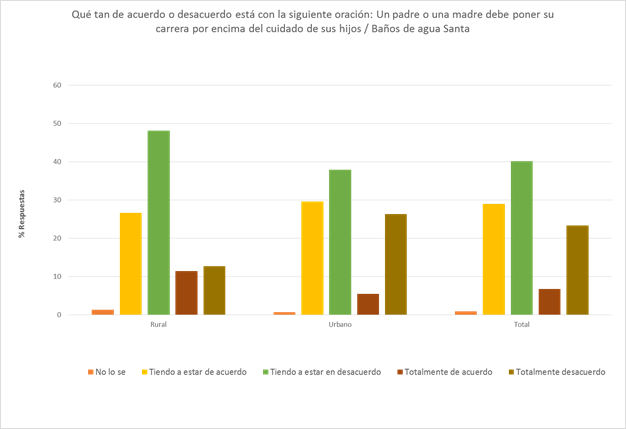 Qué tan de acuerdo o desacuerdo está con la siguiente oración: Un padre o una madre debe poner su
carrera por encima del cuidado de sus hijos / Baños de agua Santa
60
50
40
30
20
10
0
% Respuestas
Rural Urbano Total
No lo se Tiendo a estar de acuerdo Tiendo a estar en desacuerdo Totalmente de acuerdo Totalmente desacuerdo